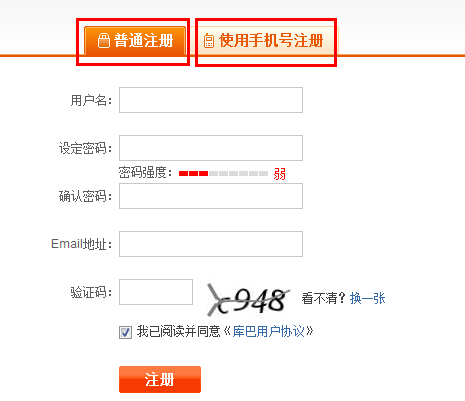 普通注册 使用手机号注册
用户名:
设定密码:
密码强度: 弱
确认密码:
Email地址:
验证码: c948 看不清?换一张
我已阅读并同意《库巴用户协议》
注册